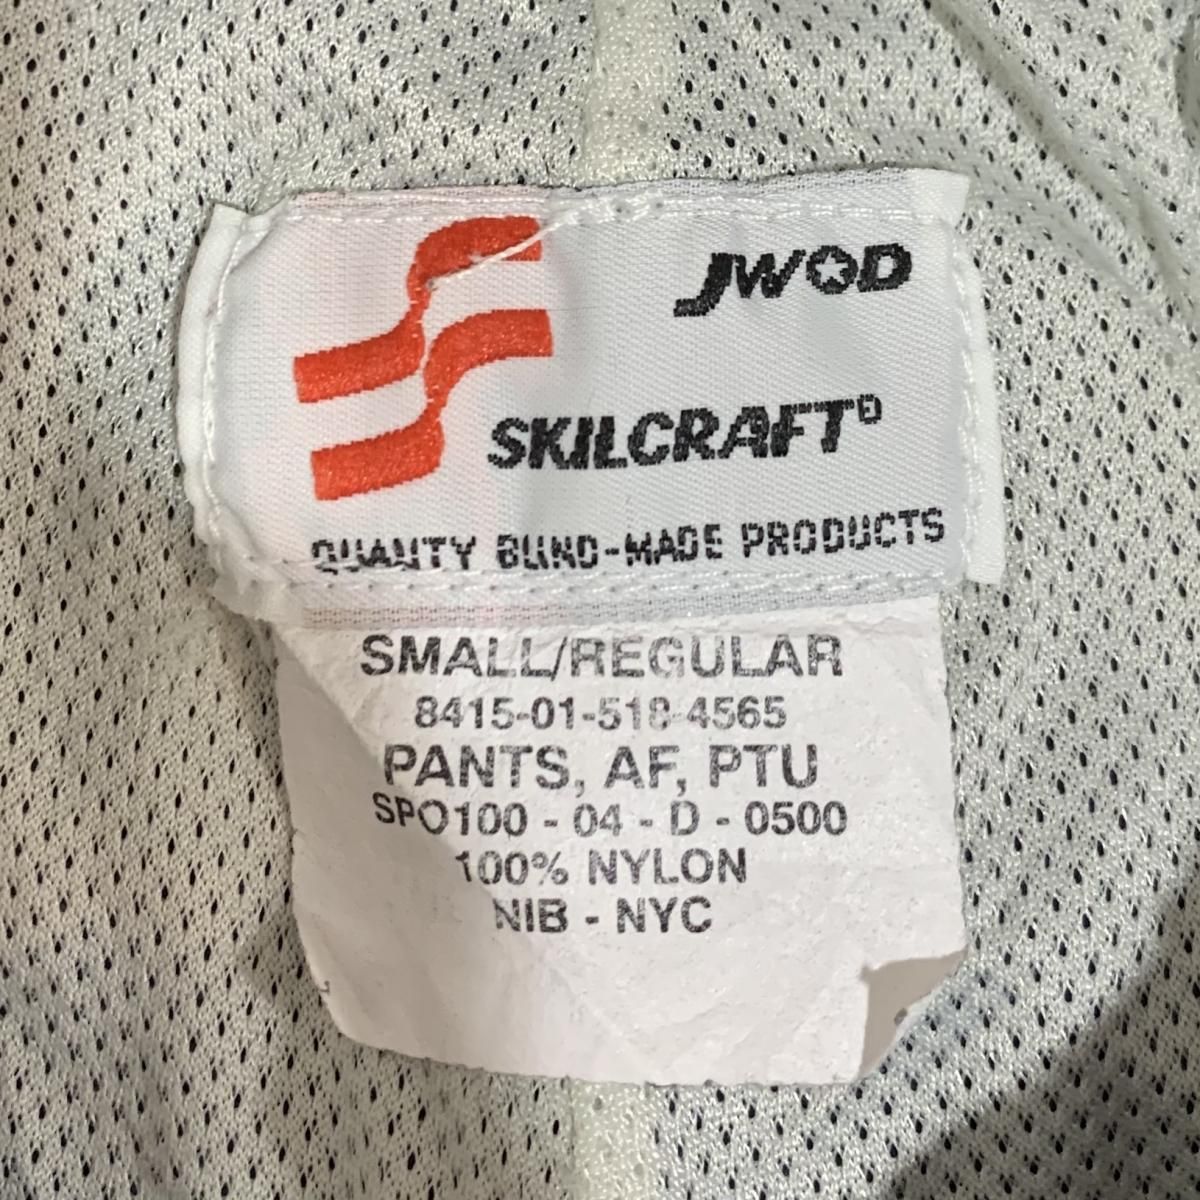 JWOD
SKILCRAFT®
QUALITY BLIND-MADE PRODUCTS
SMALL/REGULAR
8415-01-518-4565
PANTS, AF, PTU
SPO100 - 04 - D - 0500
100% NYLON
NIB - NYC